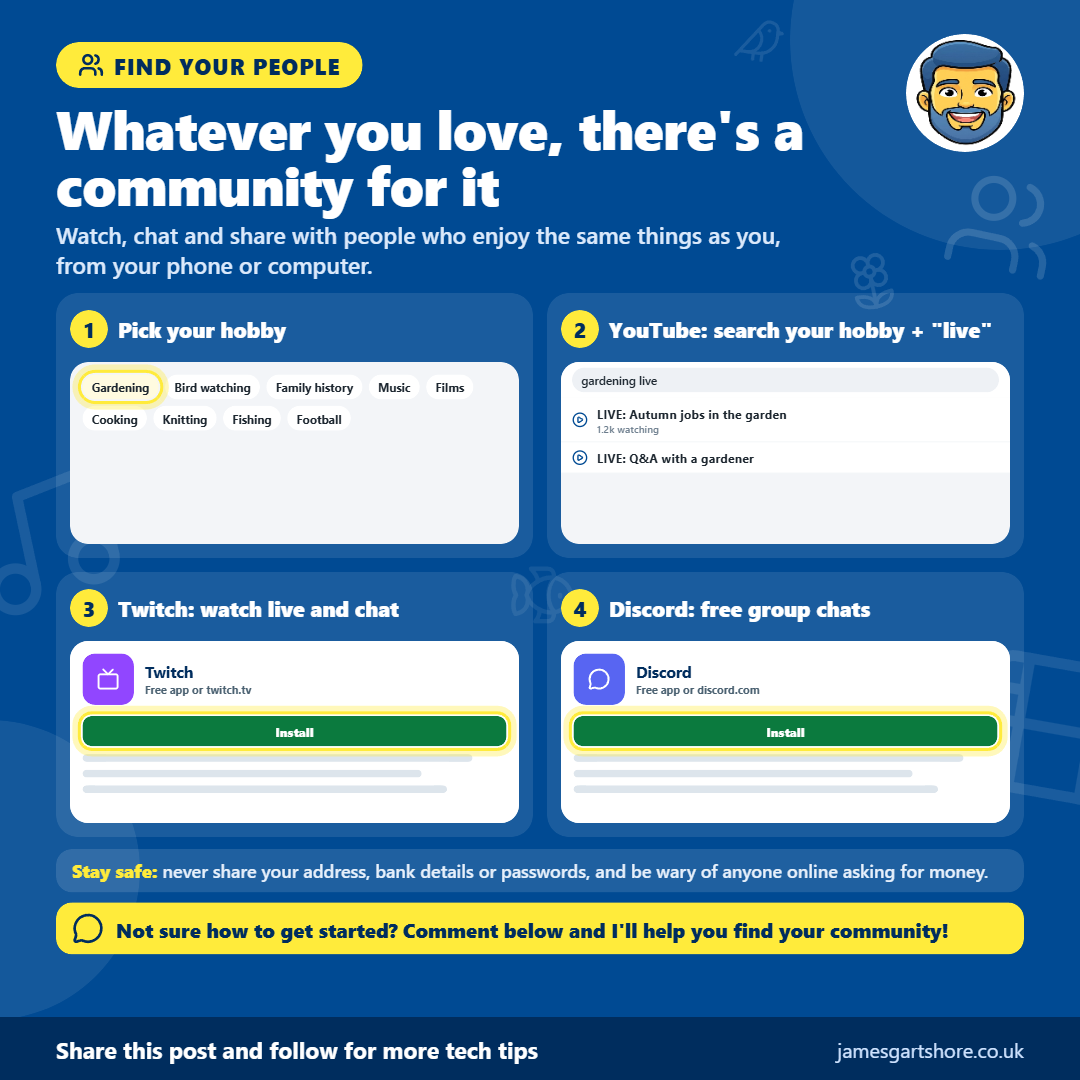 FIND YOUR PEOPLE
Whatever you love, there's a
community for it
Watch, chat and share with people who enjoy the same things as you,
from your phone or computer.
1 Pick your hobby
Gardening Bird watching Family history Music Films
Cooking Knitting Fishing Football
2 YouTube: search your hobby + "live"
gardening live
LIVE: Autumn jobs in the garden
1.2k watching
LIVE: Q&A with a gardener
3 Twitch: watch live and chat
Twitch
Free app or twitch.tv
Install
4 Discord: free group chats
Discord
Free app or discord.com
Install
Stay safe: never share your address, bank details or passwords, and be wary of anyone online asking for money.
Not sure how to get started? Comment below and I'll help you find your community!
Share this post and follow for more tech tips
jamesgartshore.co.uk